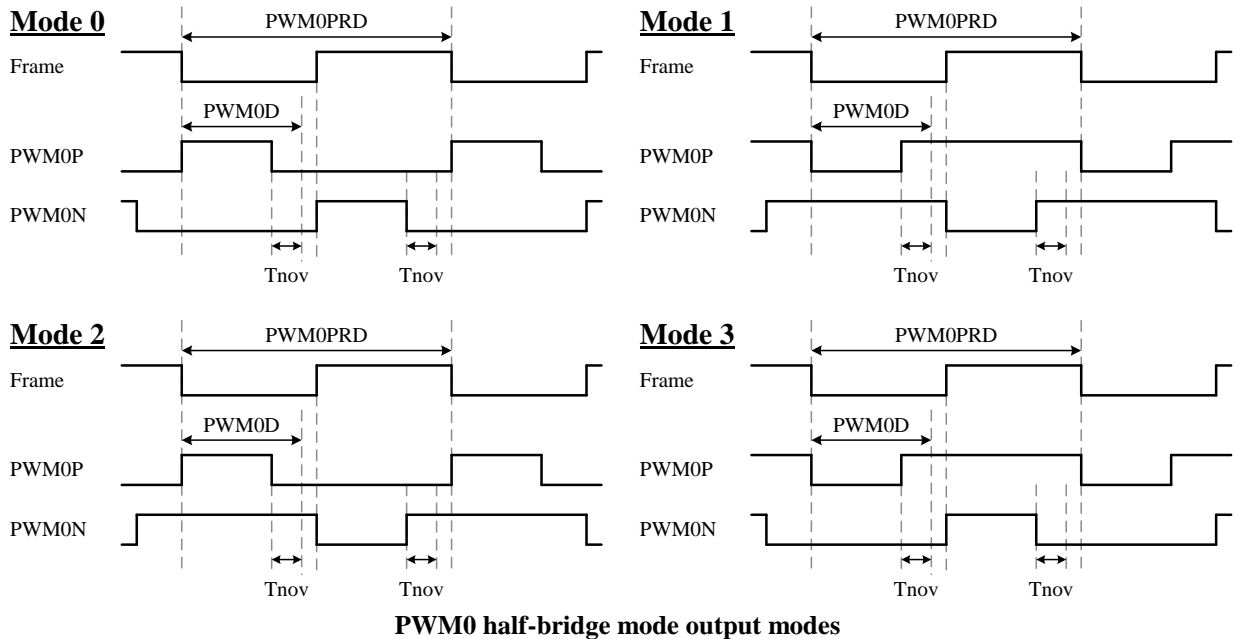 Mode 0
PWM0PRD
Frame
PWM0D
PWM0P
PWM0N
Tnov
Tnov
Mode 1
PWM0PRD
Frame
PWM0D
PWM0P
PWM0N
Tnov
Tnov
Mode 2
PWM0PRD
Frame
PWM0D
PWM0P
PWM0N
Tnov
Tnov
Mode 3
PWM0PRD
Frame
PWM0D
PWM0P
PWM0N
Tnov
Tnov
PWM0 half-bridge mode output modes